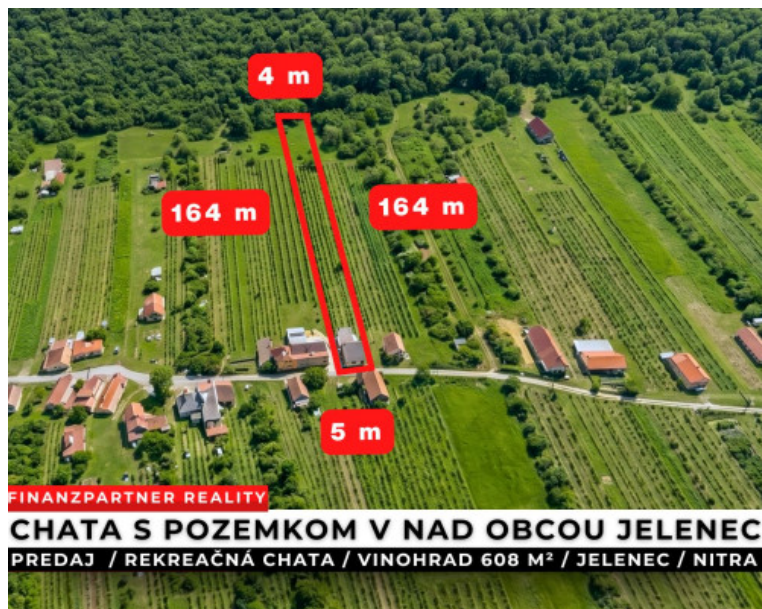 4 m
164 m
164 m
5 m
FINANZPARTNER REALITY
CHATA S POZEMKOM V NAD OBCOU JELENEC
PREDAJ / REKREAČNÁ CHATA / VINOHRAD 608 M² / JELENEC / NITRA